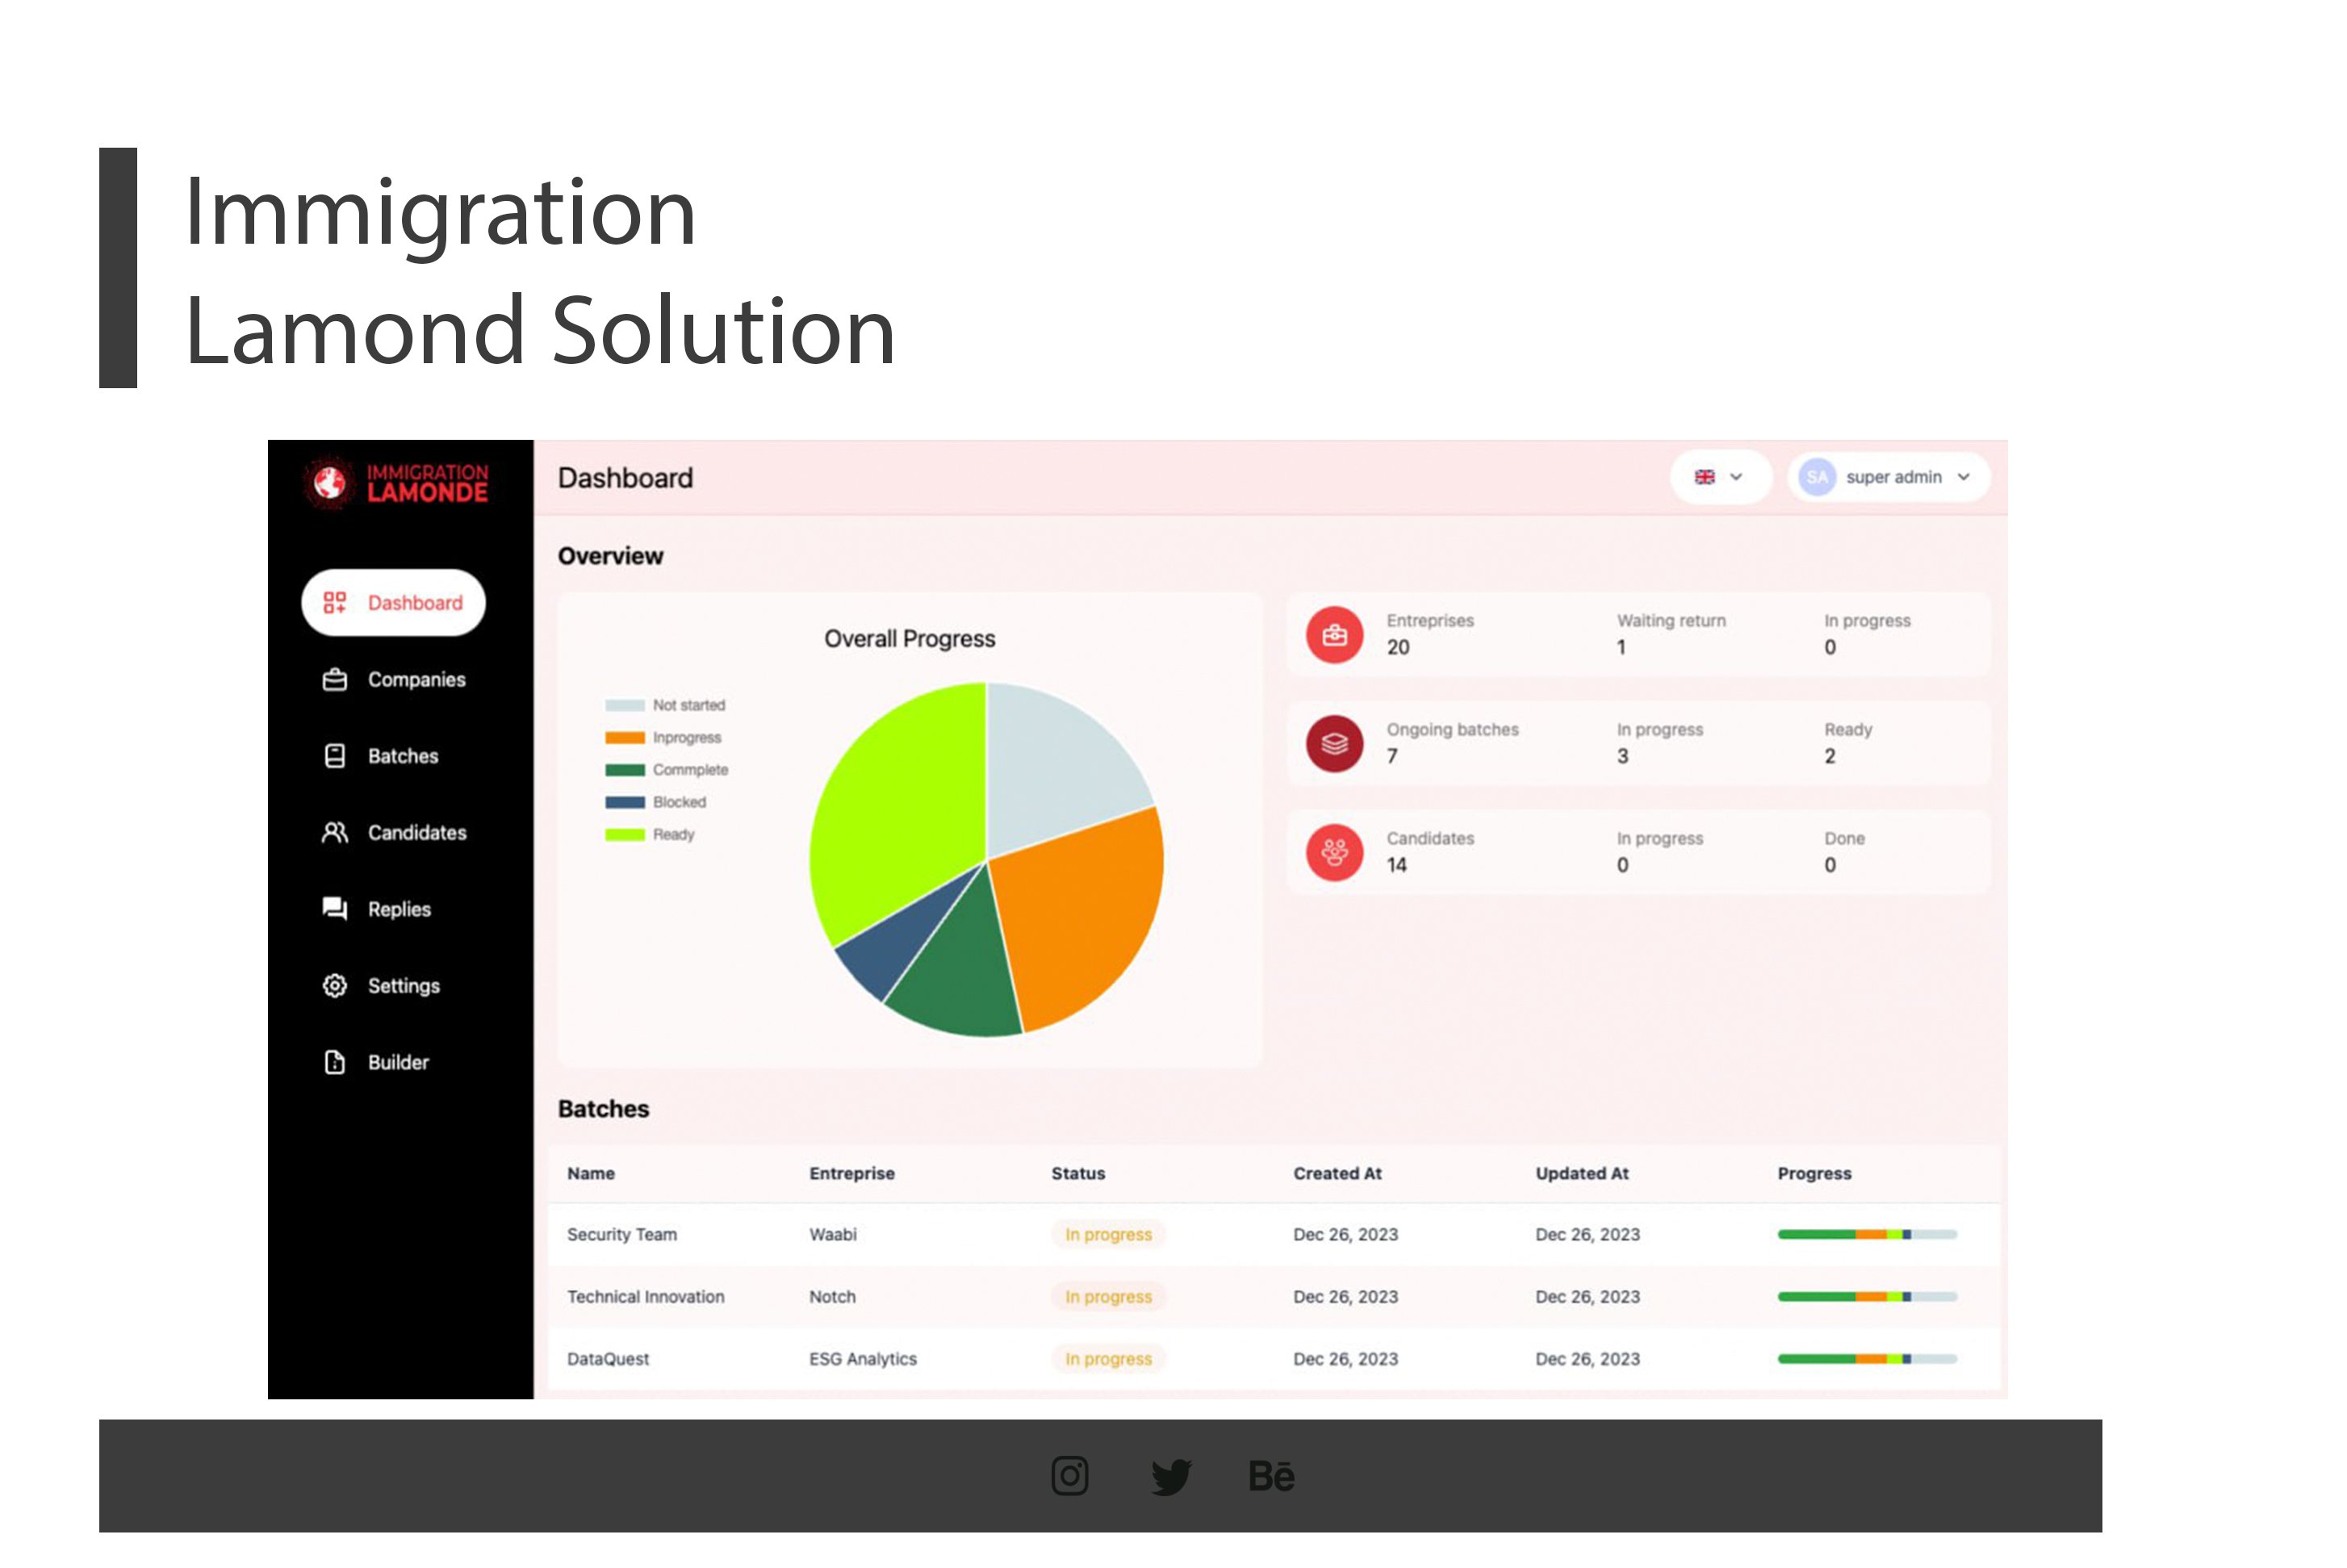 Immigration
Lamond Solution
IMMIGRATION
LAMONDE
Dashboard
Companies
Batches
Candidates
Replies
Settings
Builder
Dashboard
SA super admin
Overview
Overall Progress
Not started
Inprogress
Commplete
Blocked
Ready
Entreprises Waiting return In progress
20 1 0
Ongoing batches In progress Ready
7 3 2
Candidates In progress Done
14 0 0
Batches
Name Entreprise Status Created At Updated At Progress
Security Team Waabi In progress Dec 26, 2023 Dec 26, 2023
Technical Innovation Notch In progress Dec 26, 2023 Dec 26, 2023
DataQuest ESG Analytics In progress Dec 26, 2023 Dec 26, 2023
Bē